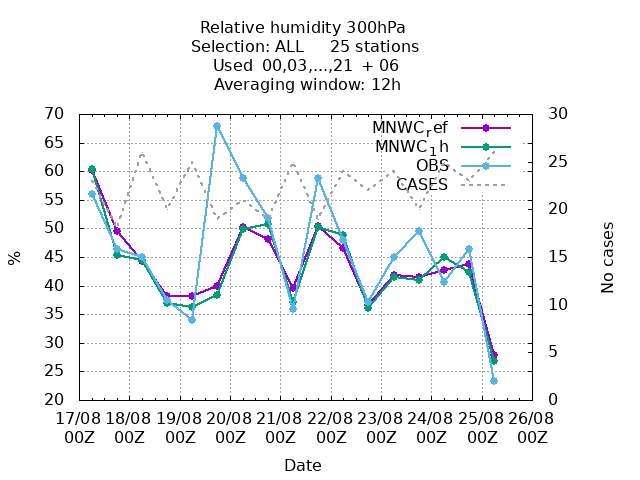 Relative humidity 300hPa
Selection: ALL 25 stations
Used 00,03,...,21 + 06
Averaging window: 12h
MNWCref
MNWC1h
OBS
CASES
70
65
60
55
50
45
40
35
30
25
20
30
25
20
15
10
5
0
%
No cases
17/08 18/08 19/08 20/08 21/08 22/08 23/08 24/08 25/08 26/08
00Z 00Z 00Z 00Z 00Z 00Z 00Z 00Z 00Z 00Z
Date